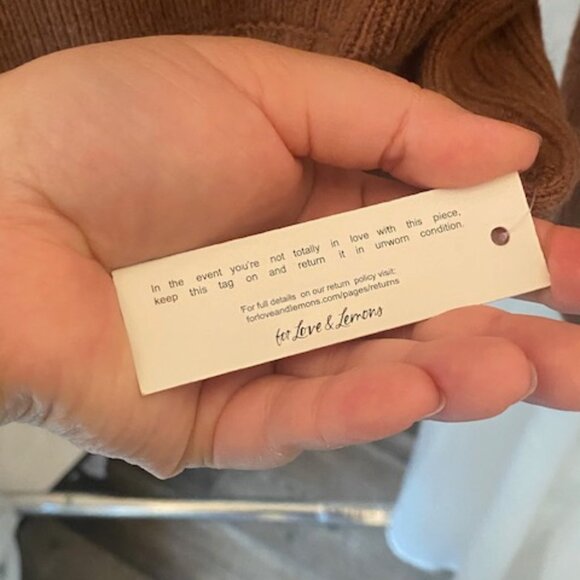 In the event you're not totally in love with this piece,
keep this tag on and return it in unworn condition.
For full details on our return policy visit:
forloveandlemons.com/pages/returns
for Love & Lemons